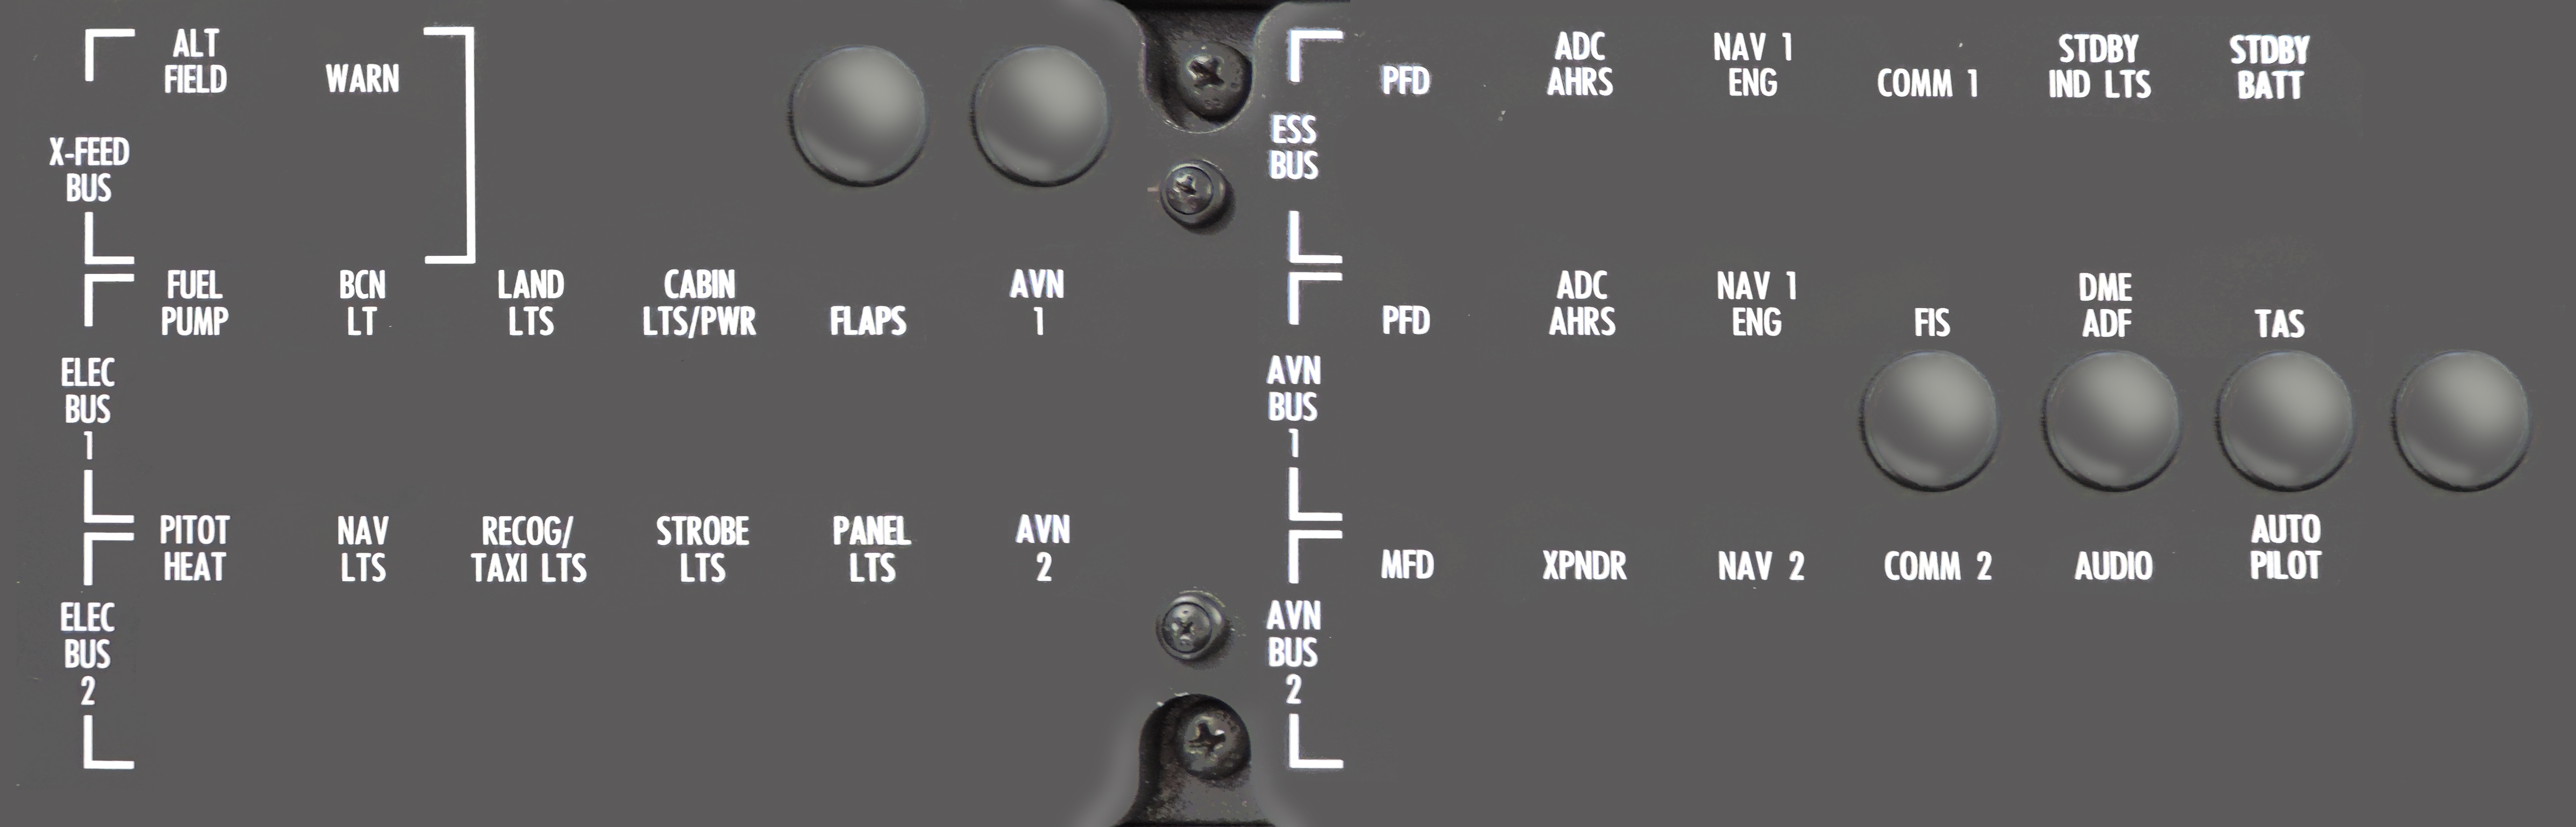 ALT
FIELD
WARN
X-FEED
BUS
FUEL
PUMP
BCN
LT
LAND
LTS
CABIN
LTS/PWR
FLAPS
AVN
1
ELEC
BUS
1
PITOT
HEAT
NAV
LTS
RECOG/
TAXI LTS
STROBE
LTS
PANEL
LTS
AVN
2
ELEC
BUS
2
PFD
ADC
AHRS
NAV 1
ENG
COMM 1
STDBY
IND LTS
STDBY
BATT
ESS
BUS
PFD
ADC
AHRS
NAV 1
ENG
FIS
DME
ADF
TAS
AVN
BUS
1
MFD
XPNDR
NAV 2
COMM 2
AUDIO
AUTO
PILOT
AVN
BUS
2